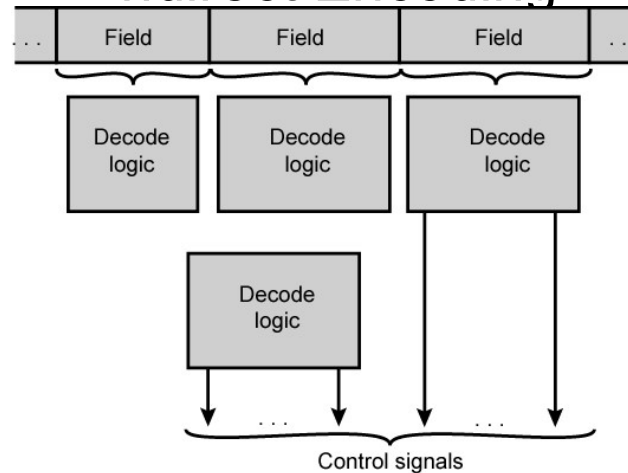 . . . Field Field Field . . .
Decode logic
Decode logic
Decode logic
Decode logic
. . . . . .
Control signals